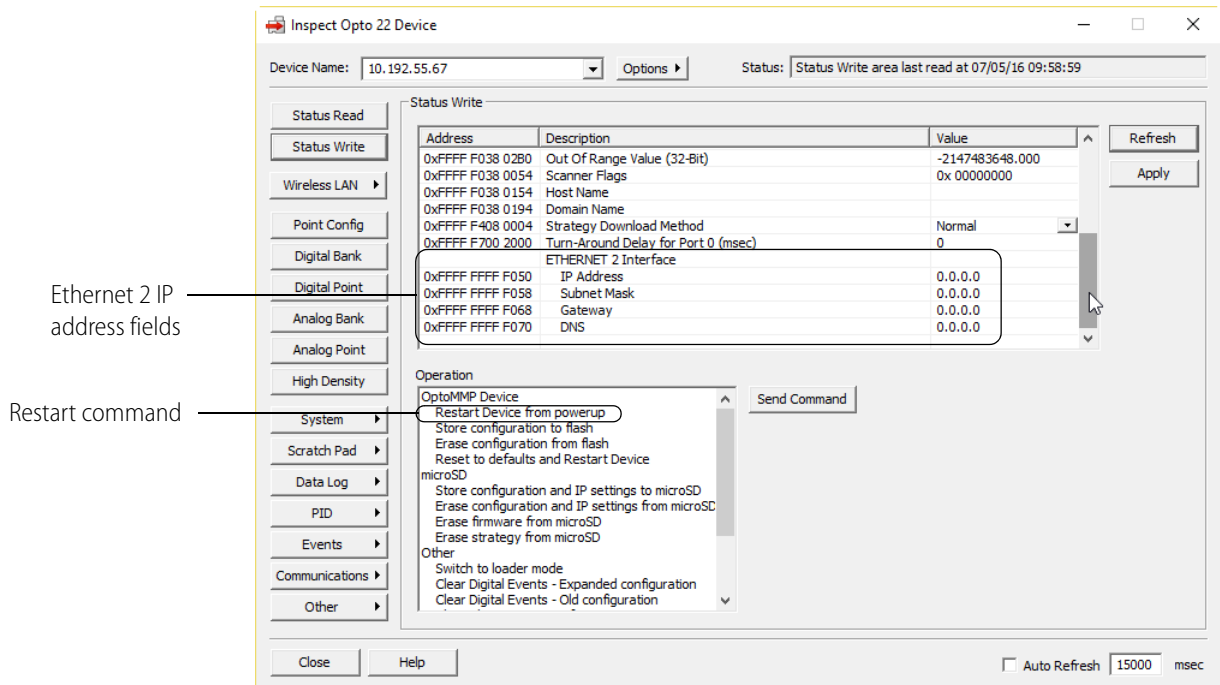 Inspect Opto 22 Device
Device Name: 10.192.55.67 Options Status: Status Write area last read at 07/05/16 09:58:59
Status Read
Status Write
Wireless LAN
Point Config
Digital Bank
Digital Point
Analog Bank
Analog Point
High Density
System
Scratch Pad
Data Log
PID
Events
Communications
Other
Status Write
Address Description Value
0xFFFF F038 02B0 Out Of Range Value (32-Bit) -2147483648.000
0xFFFF F038 0054 Scanner Flags 0x 00000000
0xFFFF F038 0154 Host Name
0xFFFF F038 0194 Domain Name
0xFFFF F408 0004 Strategy Download Method Normal
0xFFFF F700 2000 Turn-Around Delay for Port 0 (msec) 0
ETHERNET 2 Interface
0xFFFF FFFF F050 IP Address 0.0.0.0
0xFFFF FFFF F058 Subnet Mask 0.0.0.0
0xFFFF FFFF F068 Gateway 0.0.0.0
0xFFFF FFFF F070 DNS 0.0.0.0
Refresh
Apply
Ethernet 2 IP
address fields
Operation
OptoMMP Device
Restart Device from powerup
Store configuration to flash
Erase configuration from flash
Reset to defaults and Restart Device
microSD
Store configuration and IP settings to microSD
Erase configuration and IP settings from microSD
Erase firmware from microSD
Erase strategy from microSD
Other
Switch to loader mode
Clear Digital Events - Expanded configuration
Clear Digital Events - Old configuration
Send Command
Restart command
Close Help Auto Refresh 15000 msec